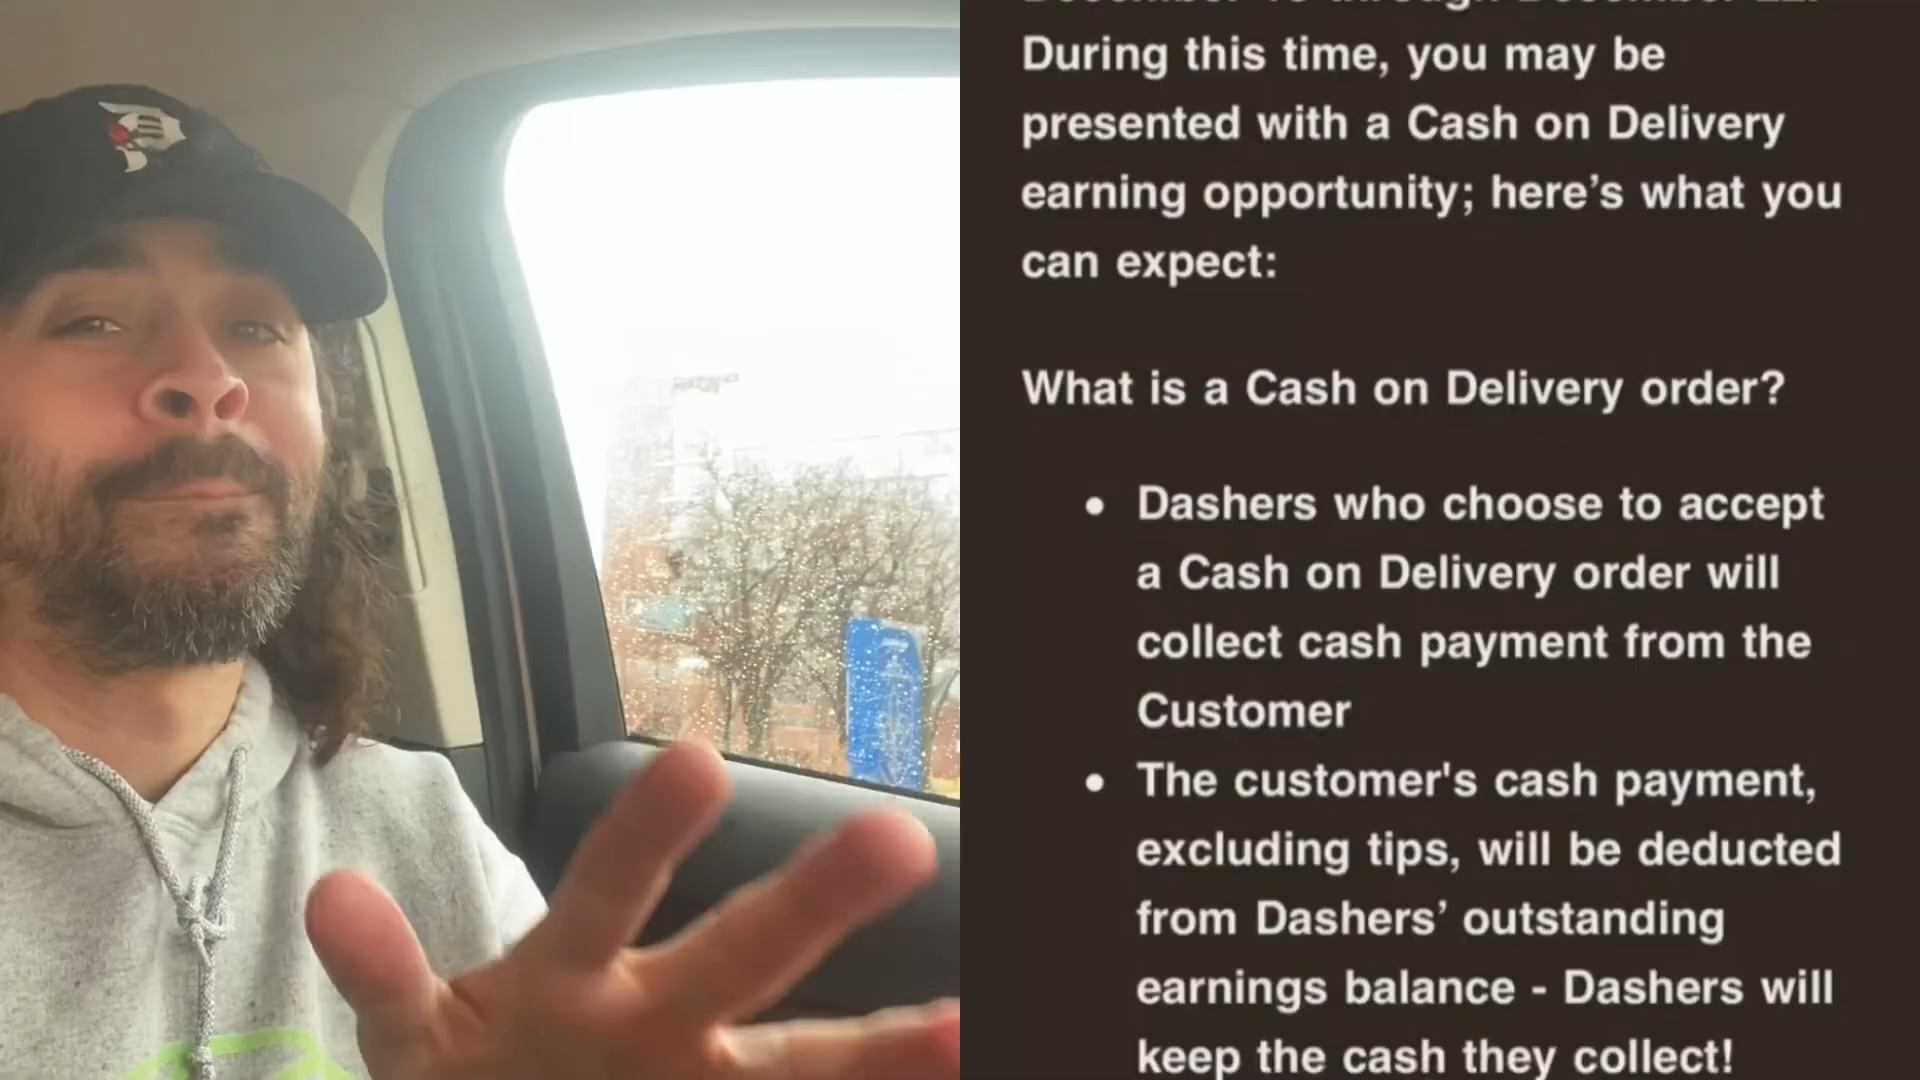 During this time, you may be
presented with a Cash on Delivery
earning opportunity; here’s what you
can expect:
What is a Cash on Delivery order?
• Dashers who choose to accept
a Cash on Delivery order will
collect cash payment from the
Customer
• The customer's cash payment,
excluding tips, will be deducted
from Dashers’ outstanding
earnings balance - Dashers will
keep the cash they collect!